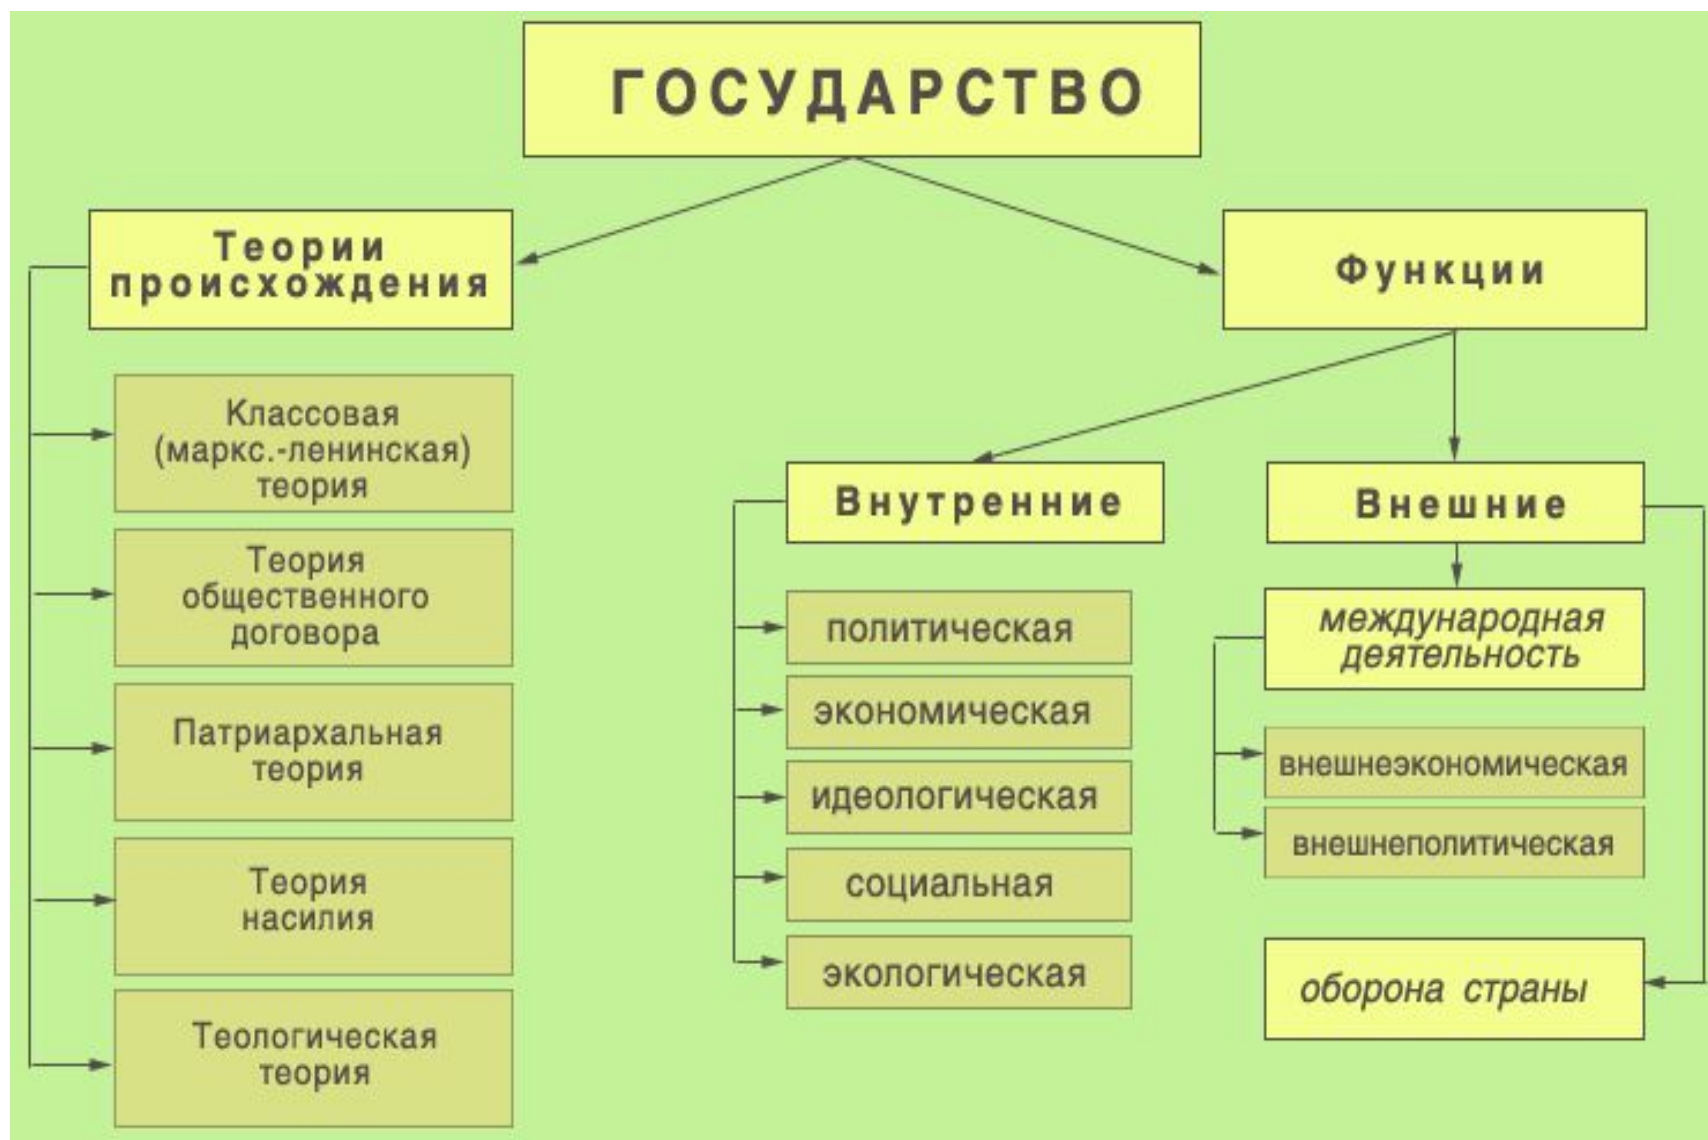 ГОСУДАРСТВО
Теории
происхождения
Функции
Классовая
(маркс.-ленинская)
теория
Теория
общественного
договора
Патриархальная
теория
Теория
насилия
Теологическая
теория
Внутренние
политическая
экономическая
идеологическая
социальная
экологическая
Внешние
международная
деятельность
внешнеэкономическая
внешнеполитическая
оборона страны